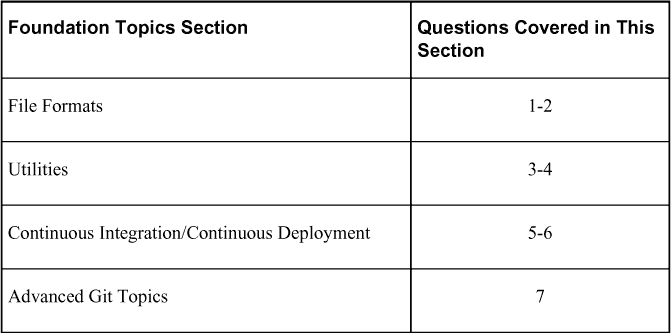 Foundation Topics Section
Questions Covered in This
Section
File Formats
1-2
Utilities
3-4
Continuous Integration/Continuous Deployment
5-6
Advanced Git Topics
7